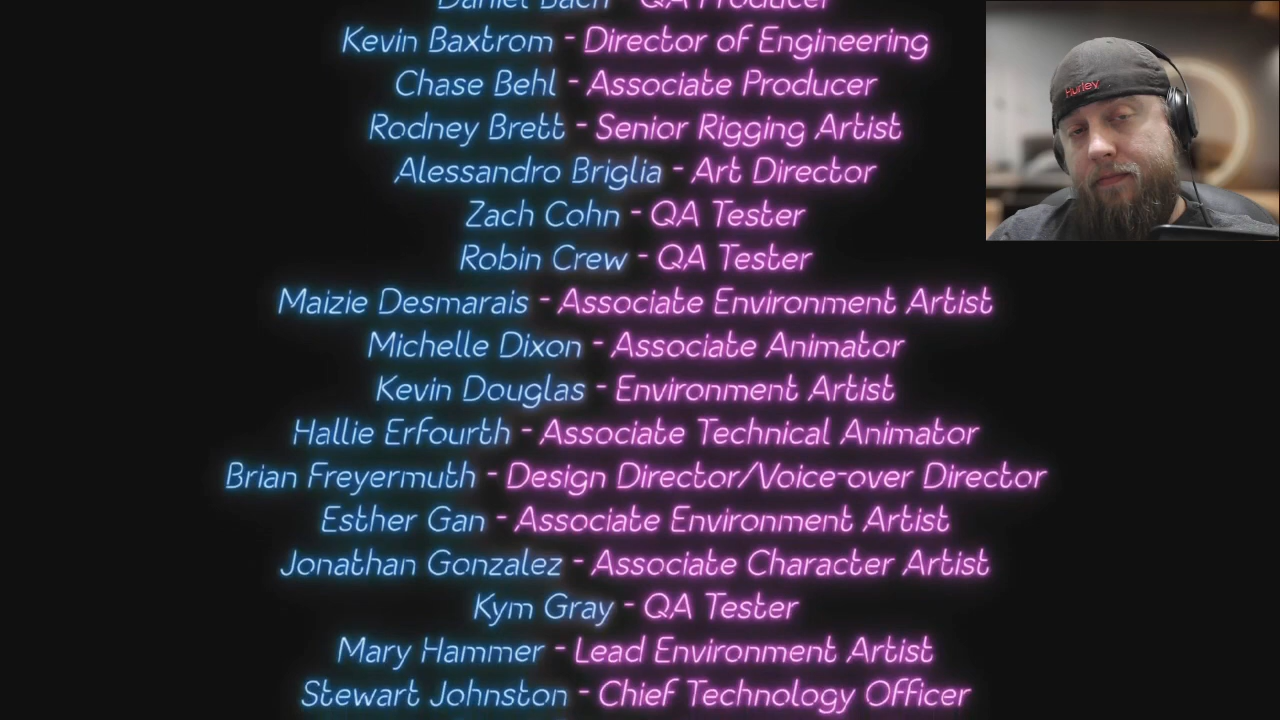 Daniel Bach - QA Producer
Kevin Baxtrom - Director of Engineering
Chase Behl - Associate Producer
Rodney Brett - Senior Rigging Artist
Alessandro Briglia - Art Director
Zach Cohn - QA Tester
Robin Crew - QA Tester
Maizie Desmarais - Associate Environment Artist
Michelle Dixon - Associate Animator
Kevin Douglas - Environment Artist
Hallie Erfourth - Associate Technical Animator
Brian Freyermuth - Design Director/Voice-over Director
Esther Gan - Associate Environment Artist
Jonathan Gonzalez - Associate Character Artist
Kym Gray - QA Tester
Mary Hammer - Lead Environment Artist
Stewart Johnston - Chief Technology Officer
Hurley